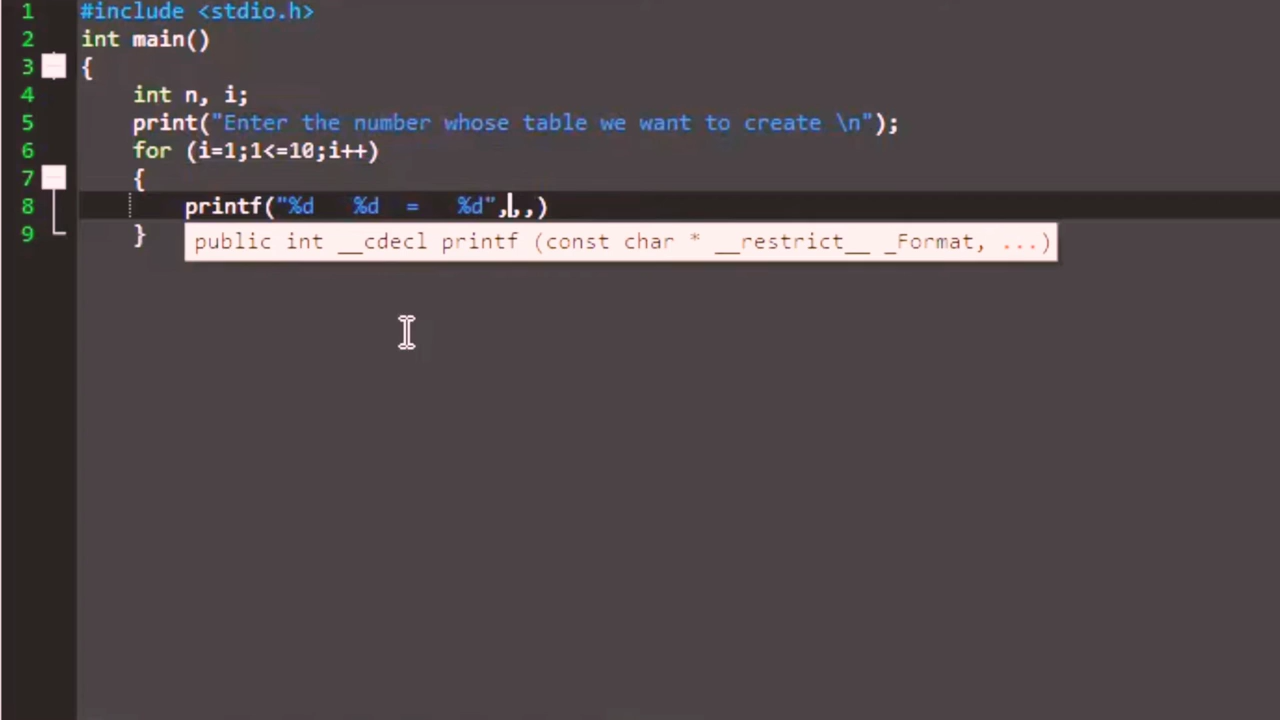 1 #include <stdio.h>
2 int main()
3 {
4 int n, i;
5 print("Enter the number whose table we want to create \n");
6 for (i=1;1<=10;i++)
7 {
8 printf("%d   %d  =   %d",,,)
9 }
public int __cdecl printf (const char * __restrict__ _Format, ...)